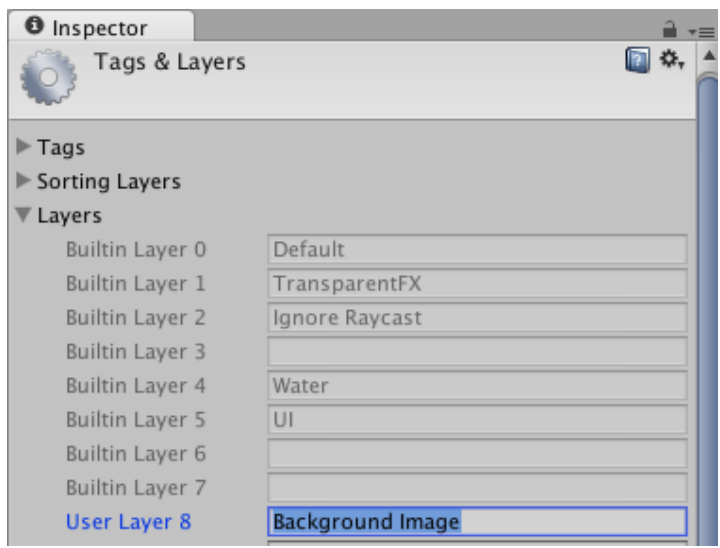 Inspector
Tags & Layers
Tags
Sorting Layers
Layers
Builtin Layer 0 Default
Builtin Layer 1 TransparentFX
Builtin Layer 2 Ignore Raycast
Builtin Layer 3
Builtin Layer 4 Water
Builtin Layer 5 UI
Builtin Layer 6
Builtin Layer 7
User Layer 8 Background Image